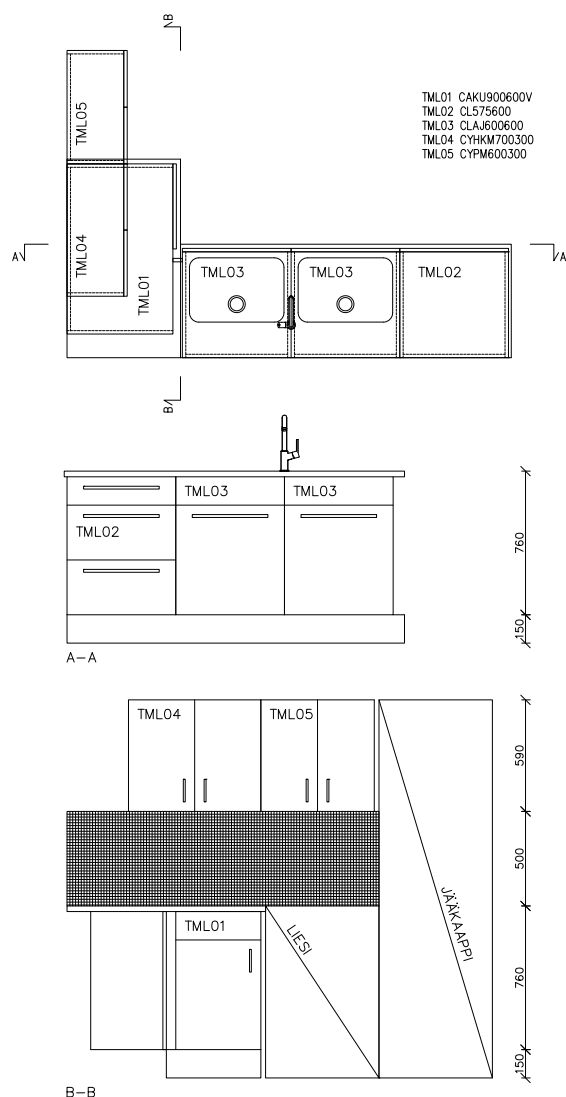 B
TML01 CAKU900600V
TML02 CL575600
TML03 CLAJ600600
TML04 CYHKM700300
TML05 CYPM600300
TML05
TML04
TML01
A
TML03
TML03
TML02
A
B
TML03
TML03
TML02
760
150
A-A
TML04
TML05
590
500
TML01
LIESI
JÄÄKAAPPI
760
150
B-B